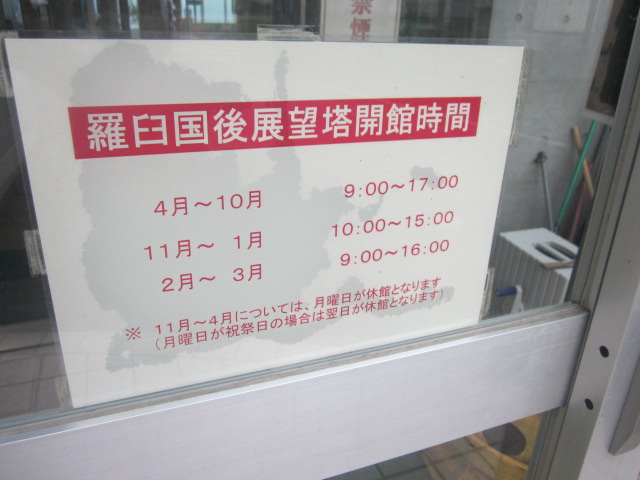 禁煙
羅臼国後展望塔開館時間
4月～10月 9:00～17:00
11月～ 1月 10:00～15:00
2月～ 3月 9:00～16:00
※ 11月～4月については、月曜日が休館となります
(月曜日が祝祭日の場合は翌日が休館となります)